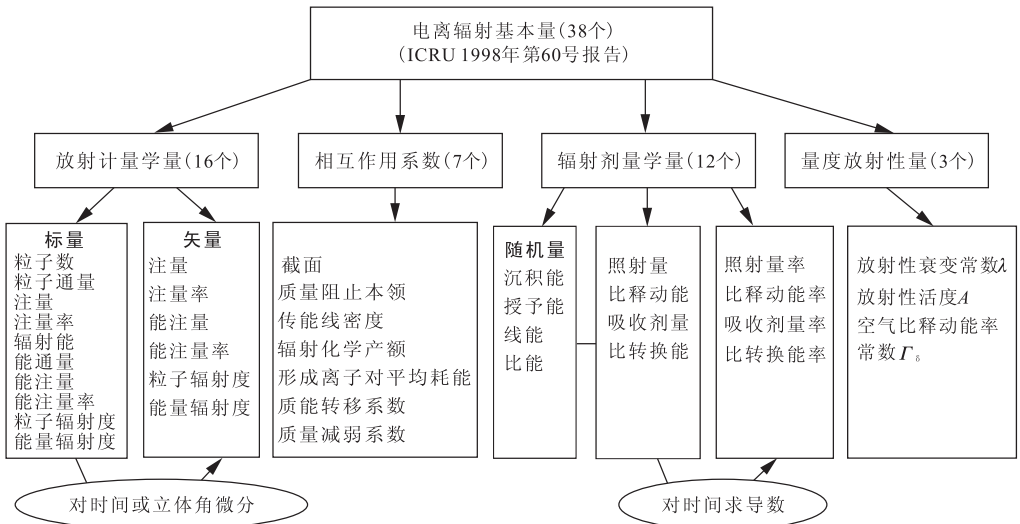 电离辐射基本量(38个)
(ICRU 1998年第60号报告)
放射计量学量(16个)
相互作用系数(7个)
辐射剂量学量(12个)
量度放射性量(3个)
标量
粒子数
粒子通量
注量
注量率
辐射能
能通量
能注量
能注量率
粒子辐射度
能量辐射度
矢量
注量
注量率
能注量
能注量率
粒子辐射度
能量辐射度
截面
质量阻止本领
传能线密度
辐射化学产额
形成离子对平均耗能
质能转移系数
质量减弱系数
随机量
沉积能
授予能
线能
比能
照射量
比释动能
吸收剂量
比转换能
照射量率
比释动能率
吸收剂量率
比转换能率
放射性衰变常数λ
放射性活度A
空气比释动能率
常数Γδ
对时间或立体角微分
对时间求导数